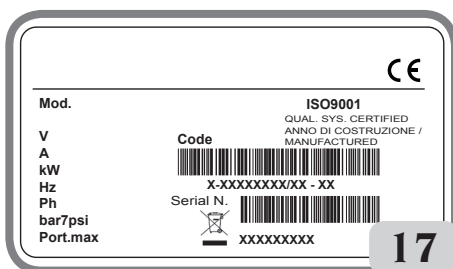 CE
Mod.
ISO9001
QUAL. SYS. CERTIFIED
ANNO DI COSTRUZIONE /
MANUFACTURED
V
A
kW
Hz
Ph
bar7psi
Port.max
Code
X-XXXXXXXX/XX - XX
Serial N.
XXXXXXXXX
17